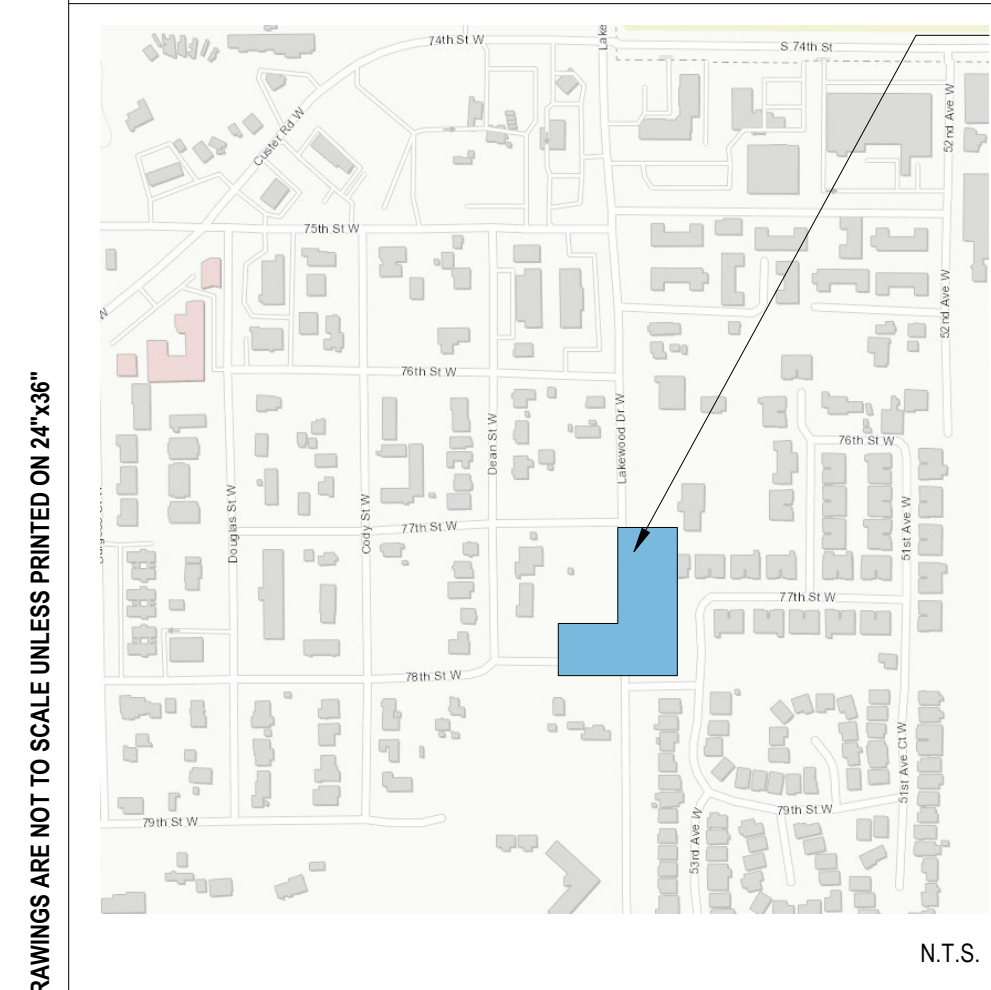 RAWINGS ARE NOT TO SCALE UNLESS PRINTED ON 24"x36"
74th St W
Lake
S 74th St
Custer Rd W
52nd Ave W
75th St W
W
52nd Ave W
76th St W
Lakewood Dr W
Dean St W
76th St W
Douglas St W
Cody St W
77th St W
51st Ave W
77th St W
78th St W
51st Ave Ct W
79th St W
79th St W
53rd Ave W
N.T.S.